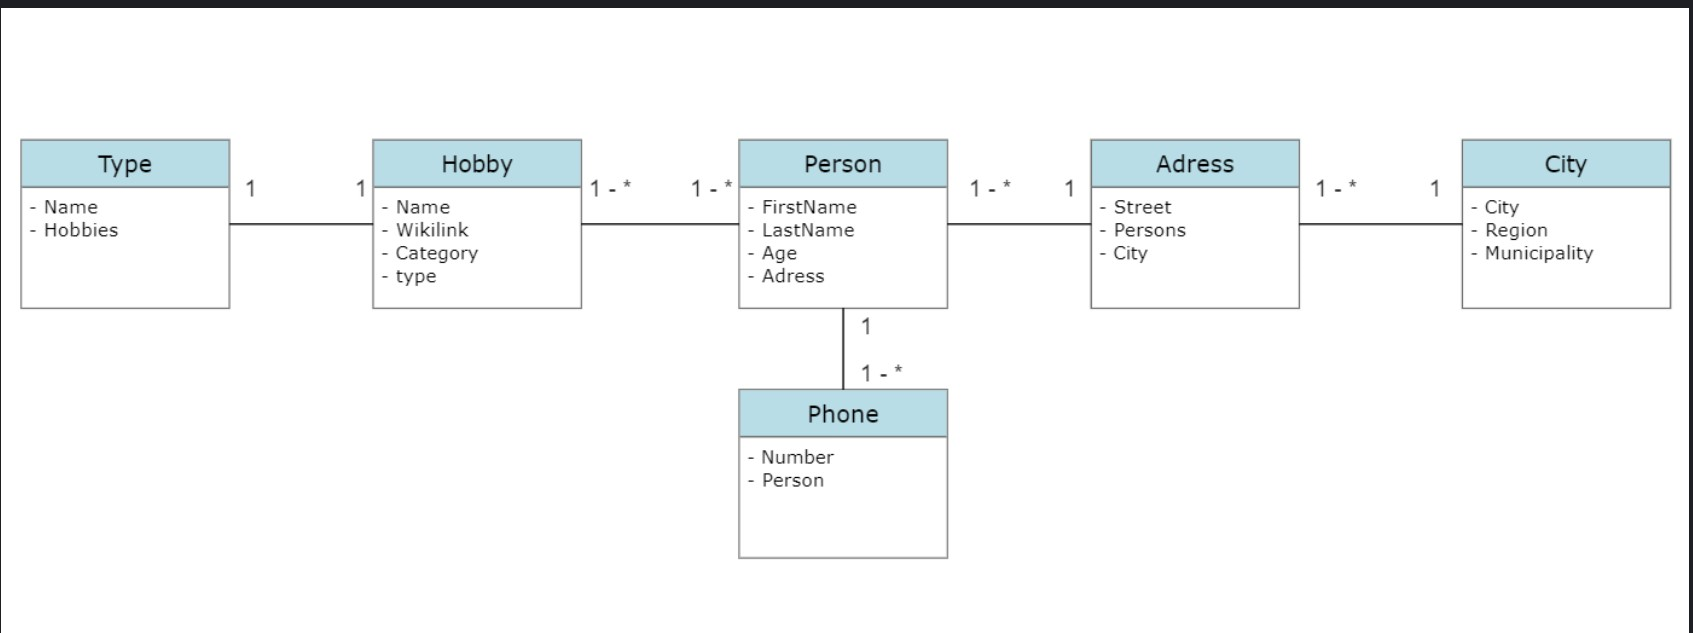 Type
- Name
- Hobbies
1
1
Hobby
- Name
- Wikilink
- Category
- type
1 - *
1 - *
Person
- FirstName
- LastName
- Age
- Adress
1 - *
1
Adress
- Street
- Persons
- City
1 - *
1
City
- City
- Region
- Municipality
1
1 - *
Phone
- Number
- Person